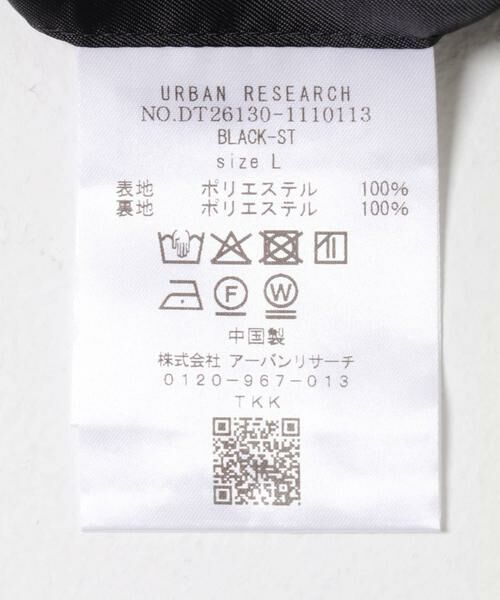 URBAN RESEARCH
NO.DT26130-1110113
BLACK-ST
size L
表地 ポリエステル 100%
裏地 ポリエステル 100%
F W
中国製
株式会社 アーバンリサーチ
0120-967-013
TKK